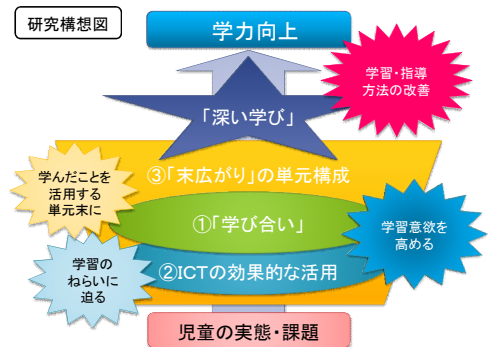 研究構想図
学力向上
学習・指導
方法の改善
「深い学び」
学んだことを
活用する
単元末に
③「末広がり」の単元構成
①「学び合い」
学習意欲を
高める
学習の
ねらいに
迫る
②ICTの効果的な活用
児童の実態・課題